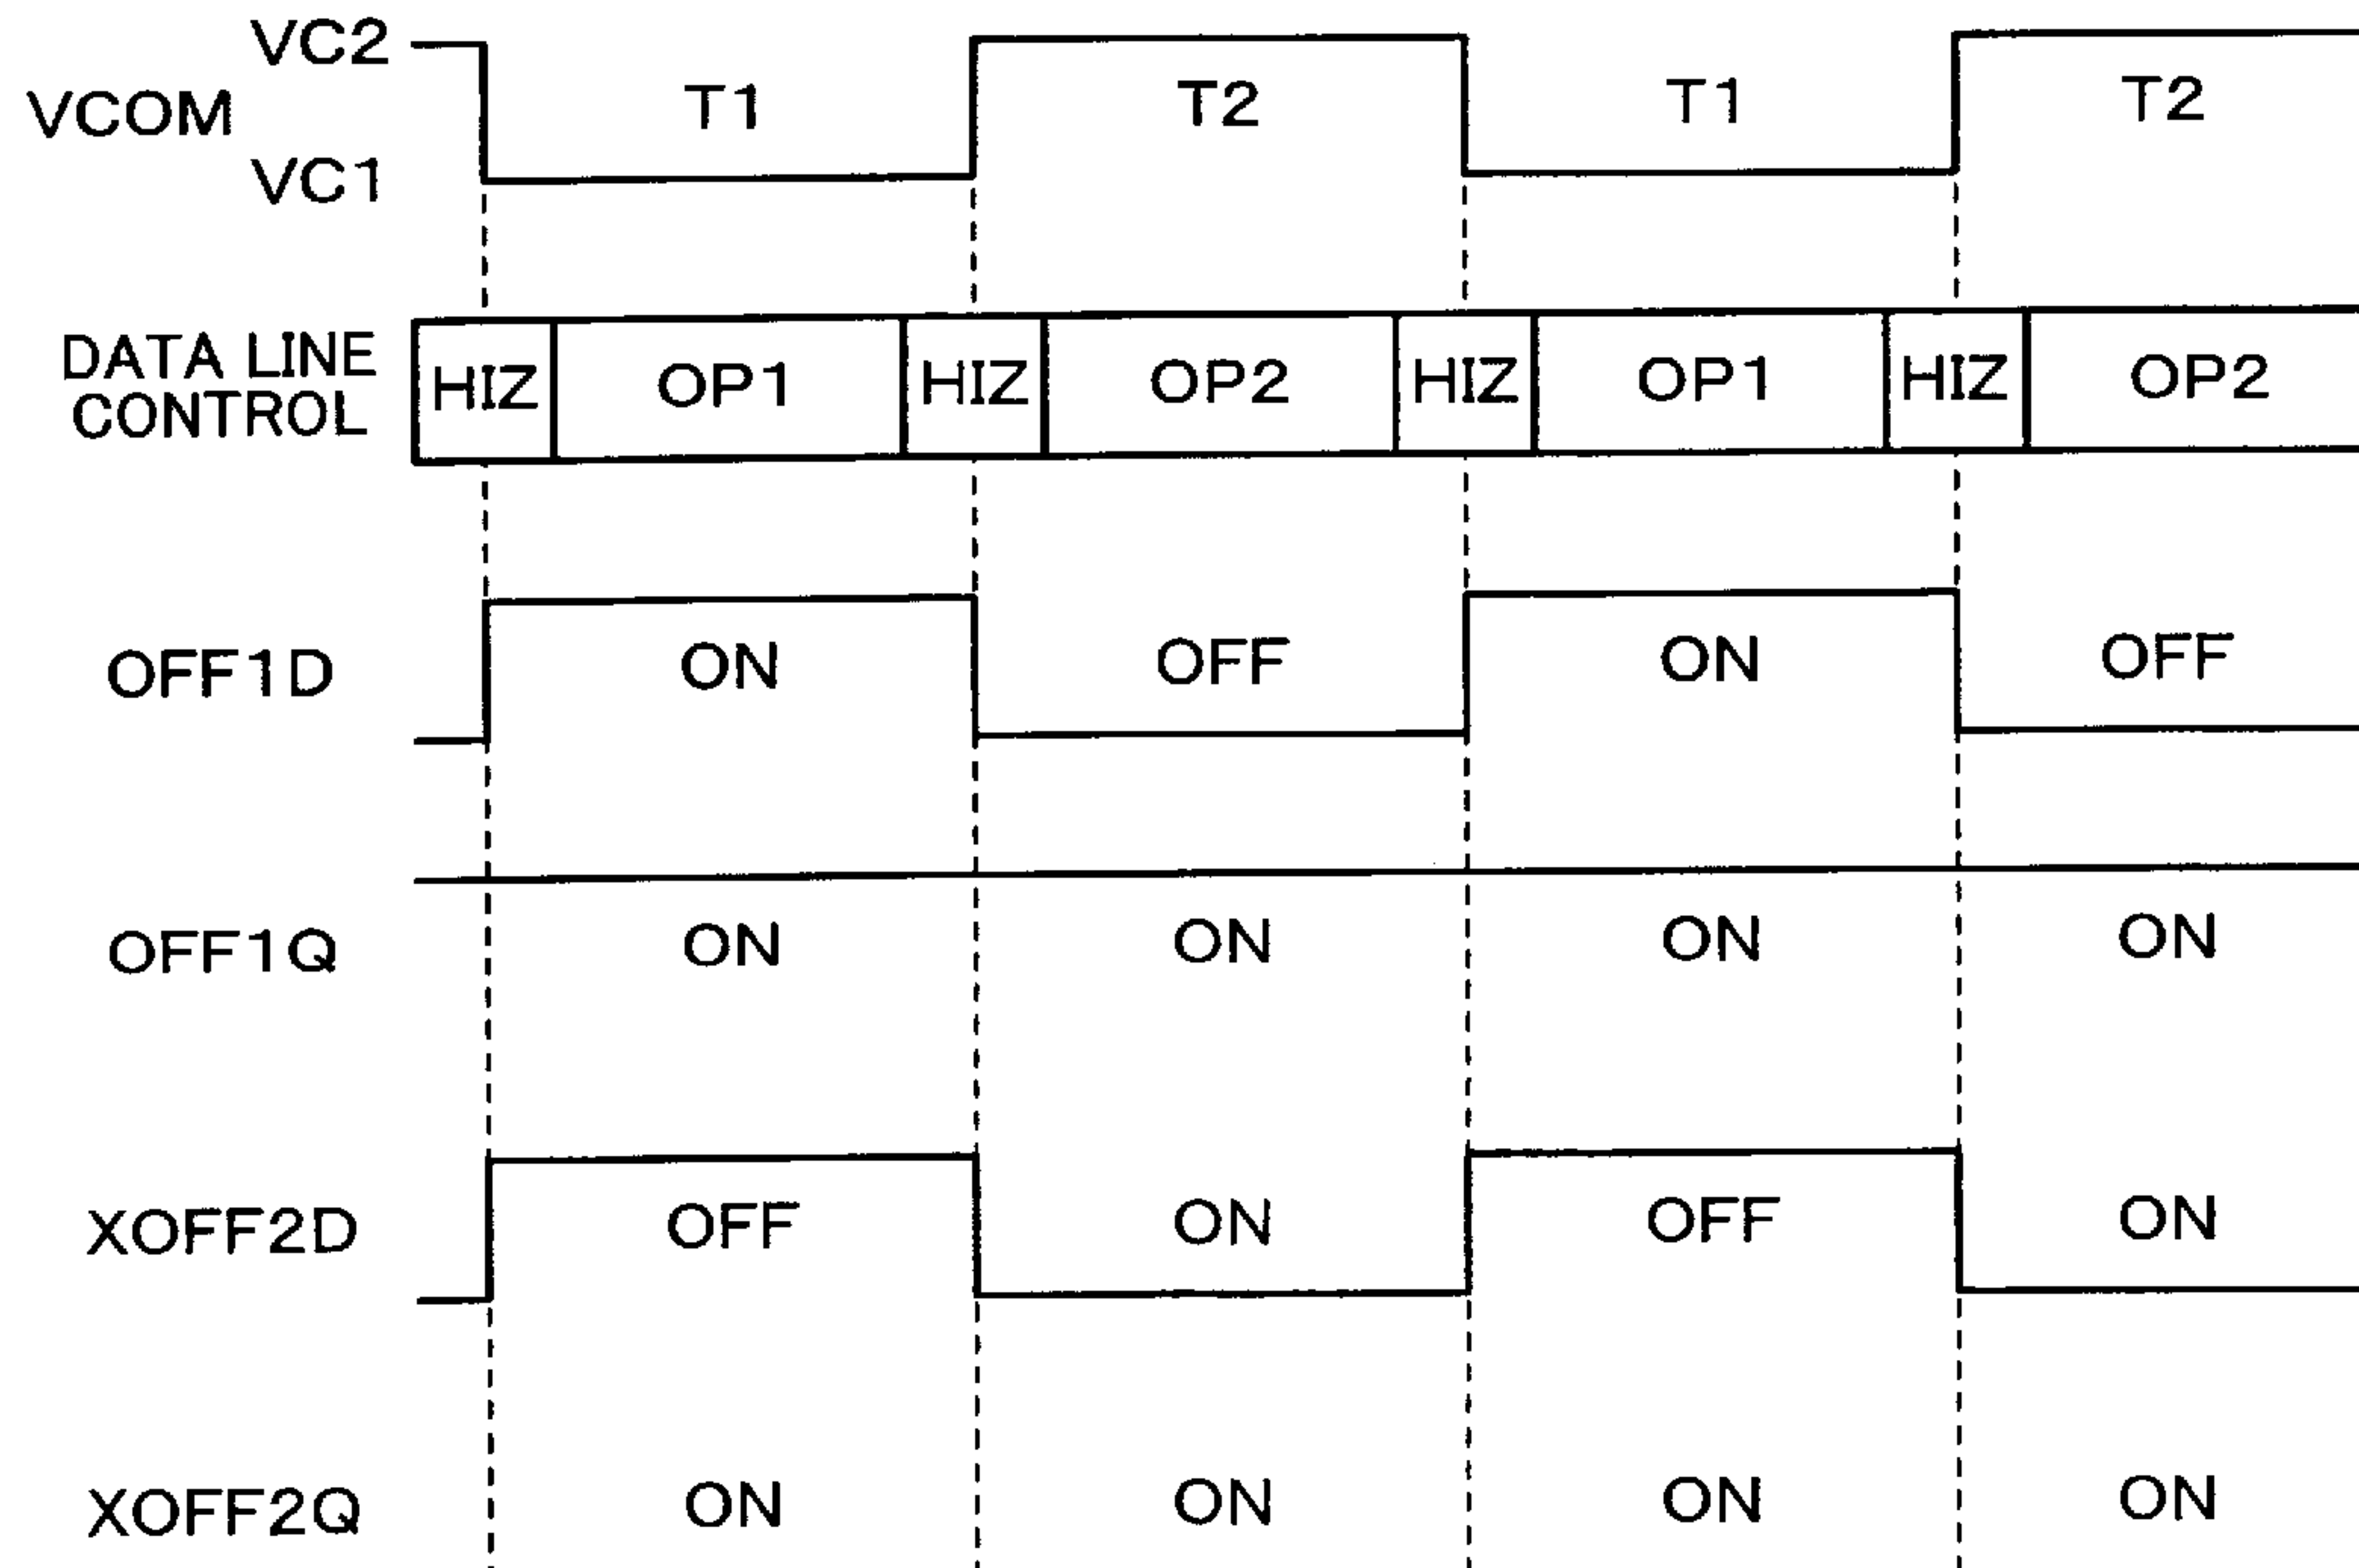 VC2
VCOM
VC1
T1 T2 T1 T2
DATA LINE
CONTROL
HIZ OP1 HIZ OP2 HIZ OP1 HIZ OP2
OFF1D ON OFF ON OFF
OFF1Q ON ON ON ON
XOFF2D OFF ON OFF ON
XOFF2Q ON ON ON ON